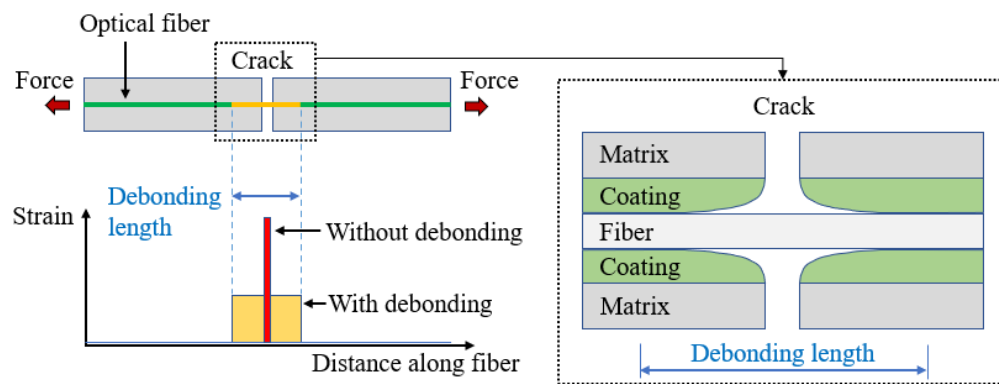 Optical fiber
Crack
Force
Force
Debonding
length
Strain
Without debonding
With debonding
Distance along fiber
Crack
Matrix
Coating
Fiber
Coating
Matrix
Debonding length